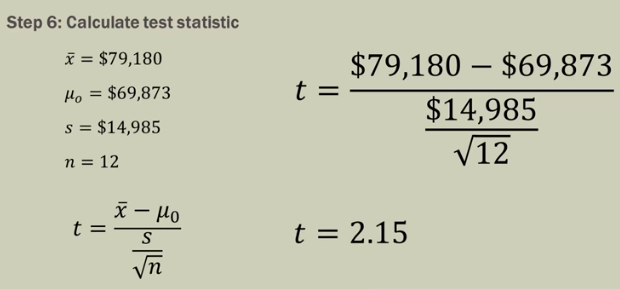 Step 6: Calculate test statistic
x̄ = $79,180
μₒ = $69,873
s = $14,985
n = 12
t = (x̄ − μ₀) / (s / √n)
t = ($79,180 − $69,873) / ($14,985 / √12)
t = 2.15